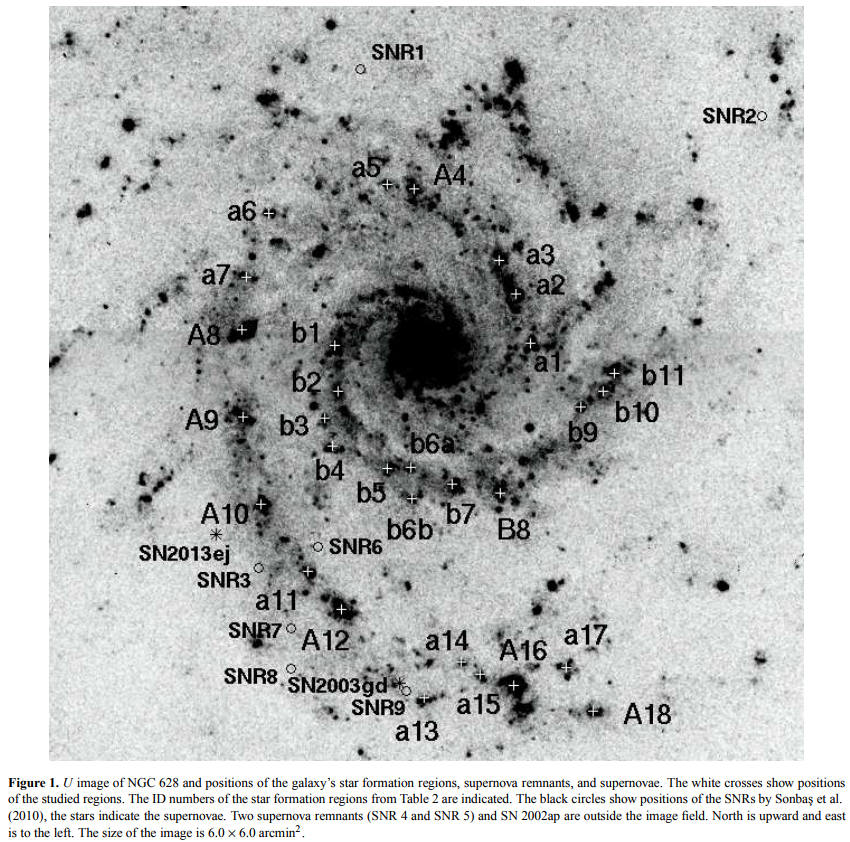 SNR1
SNR2
a5
A4
a6
a3
a7
a2
A8
b1
a1
b2
b11
A9
b3
b10
b9
b6a
b4
b5
b7
A10
b6b
B8
SN2013ej
SNR6
SNR3
a11
SNR7
A12
a14
a17
A16
SNR8
SN2003gd
SNR9
a15
A18
a13
Figure 1. U image of NGC 628 and positions of the galaxy's star formation regions, supernova remnants, and supernovae. The white crosses show positions
of the studied regions. The ID numbers of the star formation regions from Table 2 are indicated. The black circles show positions of the SNRs by Sonbaş et al.
(2010), the stars indicate the supernovae. Two supernova remnants (SNR 4 and SNR 5) and SN 2002ap are outside the image field. North is upward and east
is to the left. The size of the image is 6.0 × 6.0 arcmin².